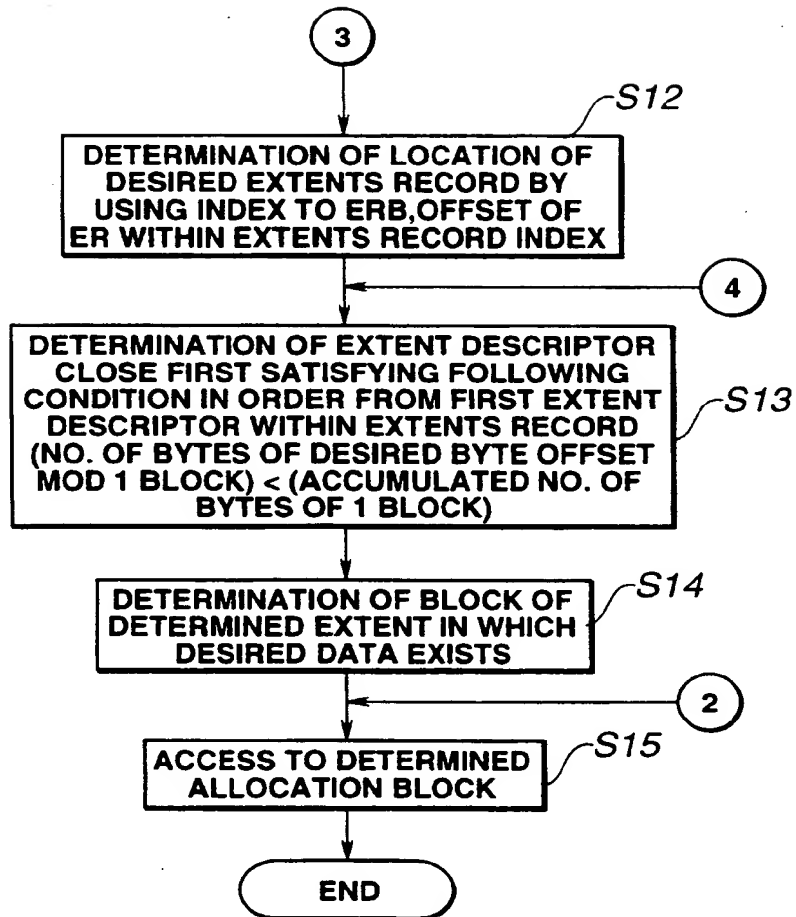 3
S12
DETERMINATION OF LOCATION OF
DESIRED EXTENTS RECORD BY
USING INDEX TO ERB,OFFSET OF
ER WITHIN EXTENTS RECORD INDEX
4
DETERMINATION OF EXTENT DESCRIPTOR
CLOSE FIRST SATISFYING FOLLOWING
CONDITION IN ORDER FROM FIRST EXTENT
DESCRIPTOR WITHIN EXTENTS RECORD
(NO. OF BYTES OF DESIRED BYTE OFFSET
MOD 1 BLOCK) < (ACCUMULATED NO. OF
BYTES OF 1 BLOCK)
S13
S14
DETERMINATION OF BLOCK OF
DETERMINED EXTENT IN WHICH
DESIRED DATA EXISTS
2
S15
ACCESS TO DETERMINED
ALLOCATION BLOCK
END